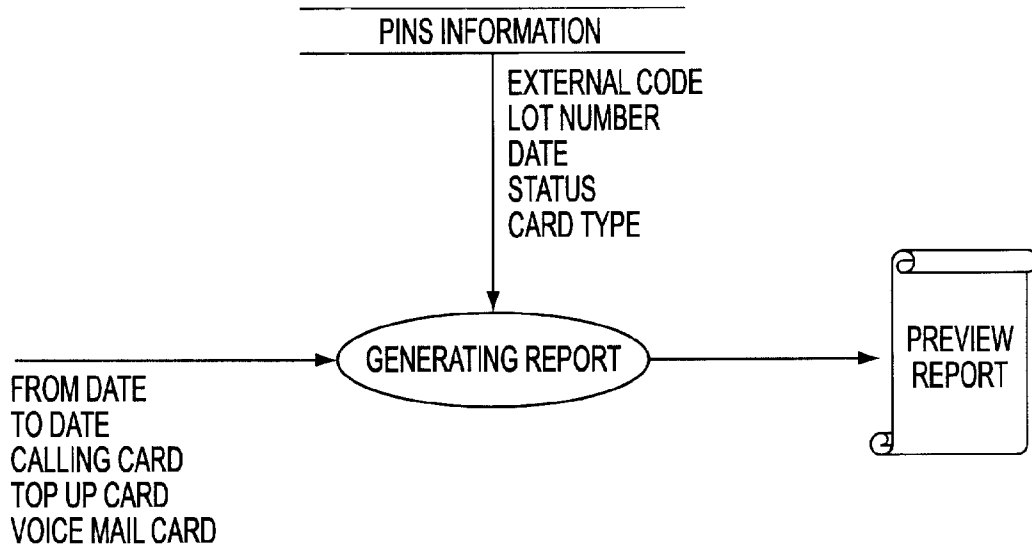 PINS INFORMATION
EXTERNAL CODE
LOT NUMBER
DATE
STATUS
CARD TYPE
GENERATING REPORT
PREVIEW
REPORT
FROM DATE
TO DATE
CALLING CARD
TOP UP CARD
VOICE MAIL CARD